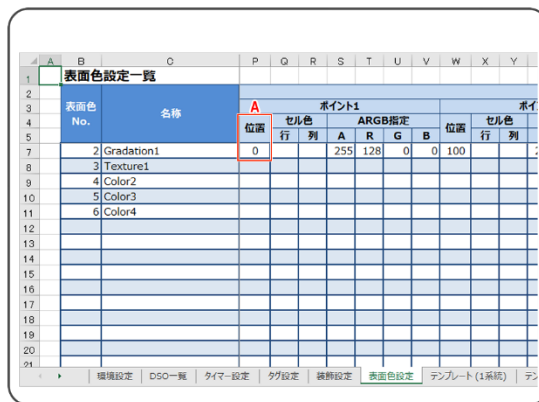 A B C P Q R S T U V W X Y
1 表面色設定一覧
2
3 表面色 名称 A ポイント1 ポイ
4 No. 位置 セル色 ARGB指定 位置 セル色
5 行 列 A R G B 行 列
7 2 Gradation1 0 255 128 0 0 100
8 3 Texture1
9 4 Color2
10 5 Color3
11 6 Color4
12
13
14
15
16
17
18
19
20
21
環境設定 DSO一覧 タイマー設定 タグ設定 装飾設定 表面色設定 テンプレート(1系統) テン